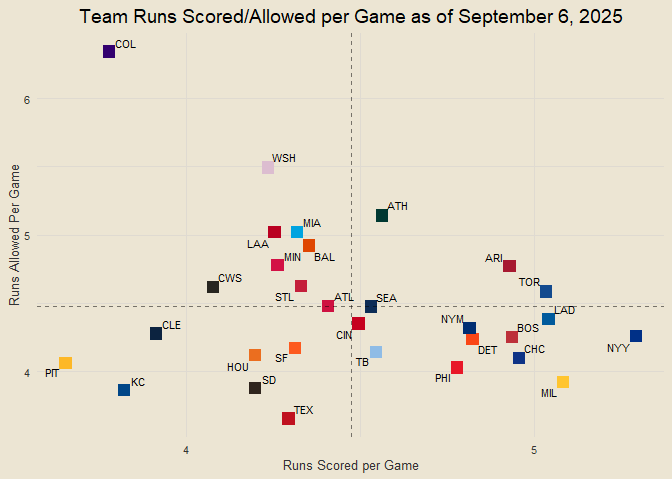 Team Runs Scored/Allowed per Game as of September 6, 2025
COL
6
WSH
ATH
MIA
5
LAA
BAL
MIN
ARI
CWS
TOR
STL
ATL
SEA
LAD
CLE
NYM
BOS
CIN
NYY
DET
CHC
SF
TB
HOU
4
PIT
KC
SD
PHI
MIL
TEX
4
5
Runs Scored per Game
Runs Allowed Per Game